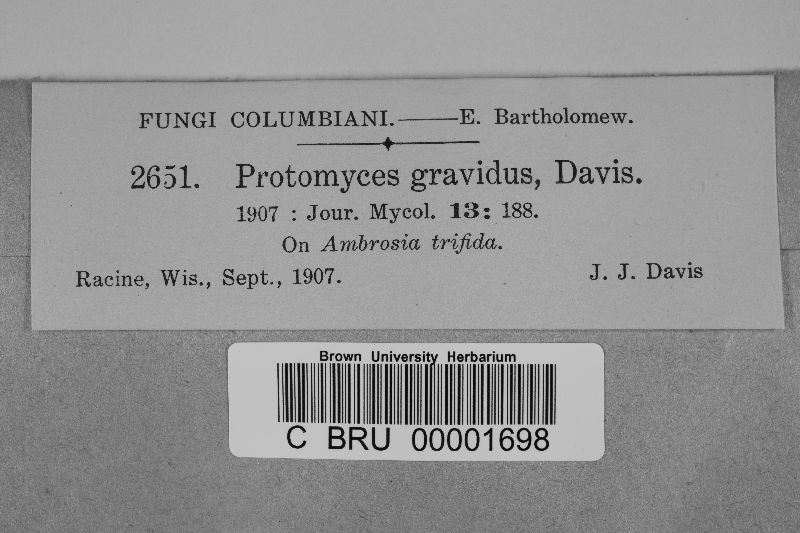 FUNGI COLUMBIANI.——E. Bartholomew.
2651. Protomyces gravidus, Davis.
1907 : Jour. Mycol. 13: 188.
On Ambrosia trifida.
Racine, Wis., Sept., 1907. J. J. Davis
Brown University Herbarium
C BRU 00001698